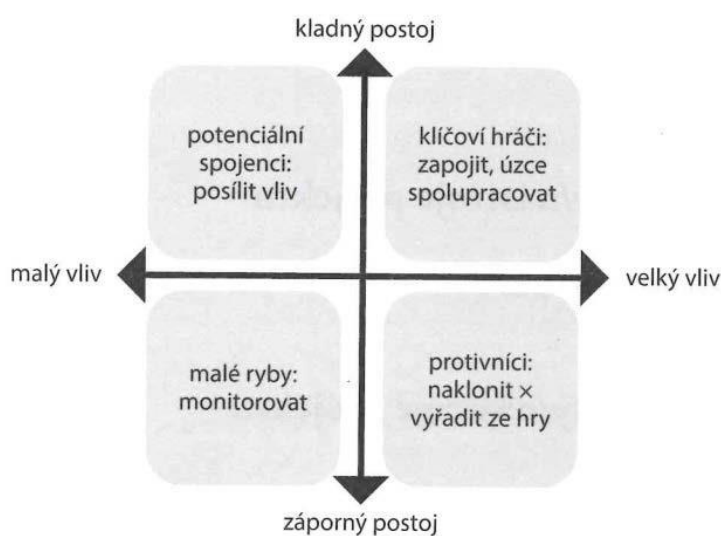 kladný postoj
potenciální
spojenci:
posílit vliv
klíčoví hráči:
zapojit, úzce
spolupracovat
malý vliv
velký vliv
malé ryby:
monitorovat
protivníci:
naklonit ×
vyřadit ze hry
záporný postoj